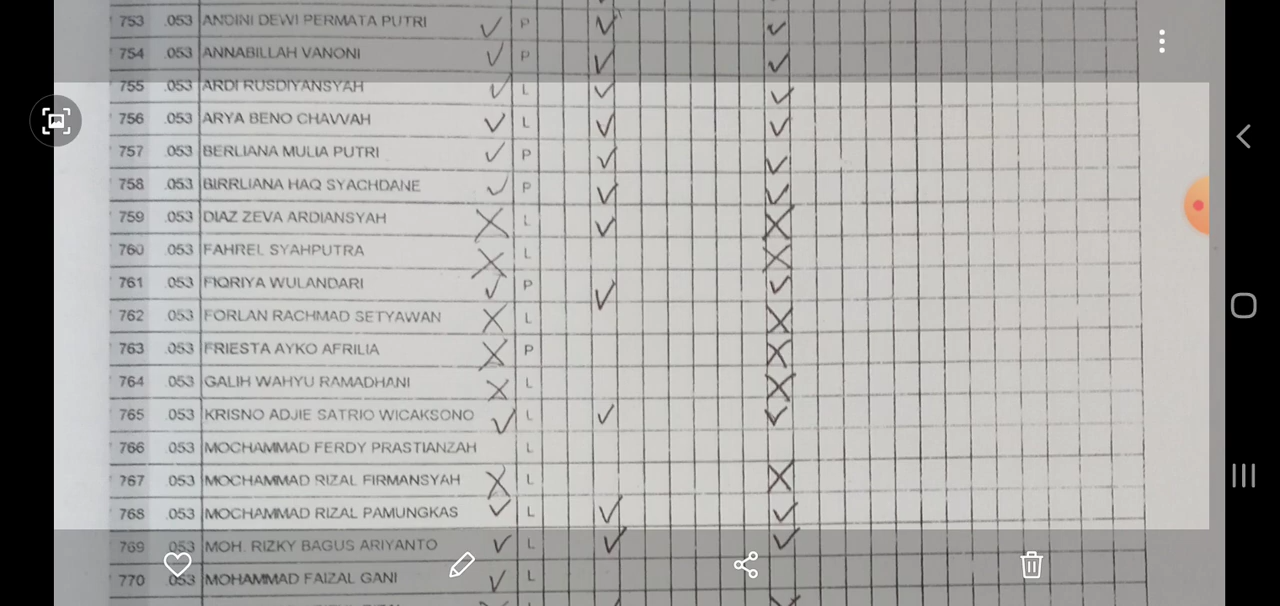 753 .053 ANDINI DEWI PERMATA PUTRI ✓ P ✓ ✓
754 .053 ANNABILLAH VANONI ✓ P ✓ ✓
755 .053 ARDI RUSDIYANSYAH ✓ L ✓ ✓
756 .053 ARYA BENO CHAVVAH ✓ L ✓ ✓
757 .053 BERLIANA MULIA PUTRI ✓ P ✓ ✓
758 .053 BIRRLIANA HAQ SYACHDANE ✓ P ✓ ✓
759 .053 DIAZ ZEVA ARDIANSYAH X L ✓ X
760 .053 FAHREL SYAHPUTRA X L X
761 .053 FIQRIYA WULANDARI ✓ P ✓ ✓
762 .053 FORLAN RACHMAD SETYAWAN X L X
763 .053 FRIESTA AYKO AFRILIA X P X
764 .053 GALIH WAHYU RAMADHANI X L X
765 .053 KRISNO ADJIE SATRIO WICAKSONO ✓ L ✓ ✓
766 .053 MOCHAMMAD FERDY PRASTIANZAH L
767 .053 MOCHAMMAD RIZAL FIRMANSYAH X L X
768 .053 MOCHAMMAD RIZAL PAMUNGKAS ✓ L ✓ ✓
769 .053 MOH. RIZKY BAGUS ARIYANTO ✓ L ✓ ✓
770 .053 MOHAMMAD FAIZAL GANI ✓ L